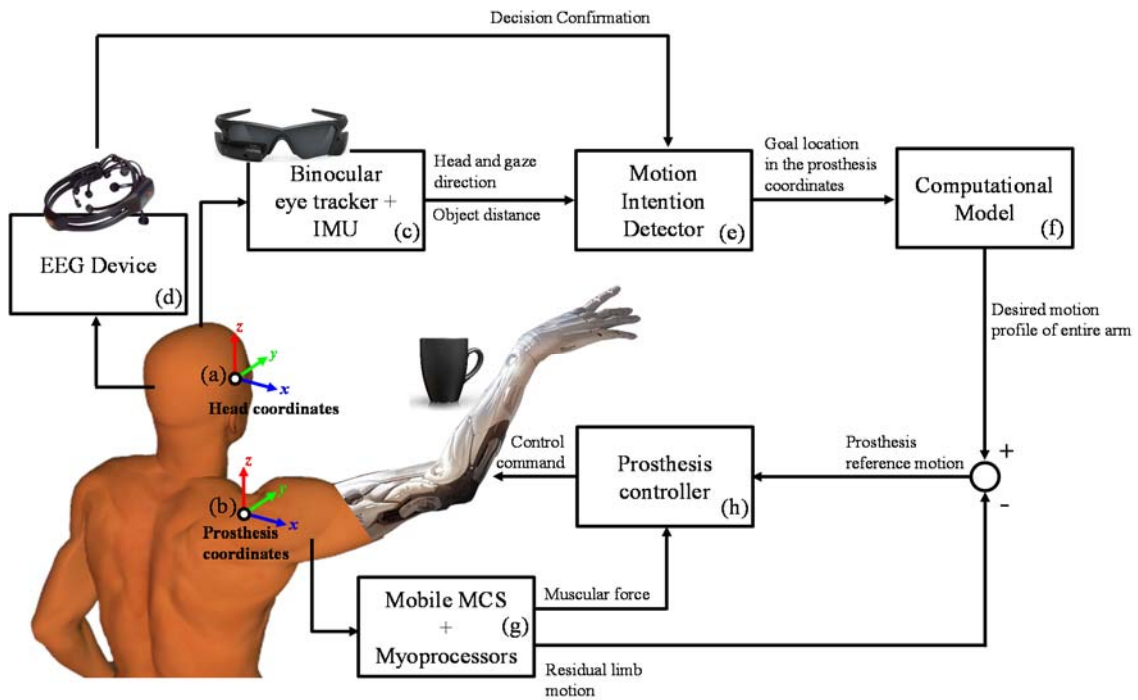 Decision Confirmation
Binocular
eye tracker +
IMU
(c)
Head and gaze
direction
Object distance
Motion
Intention
Detector
(e)
Goal location
in the prosthesis
coordinates
Computational
Model
(f)
EEG Device
(d)
Desired motion
profile of entire arm
z
y
x
(a)
Head coordinates
z
y
x
(b)
Prosthesis
coordinates
Control
command
Prosthesis
controller
(h)
Prosthesis
reference motion
+
-
Mobile MCS
+
Myoprocessors
(g)
Muscular force
Residual limb
motion